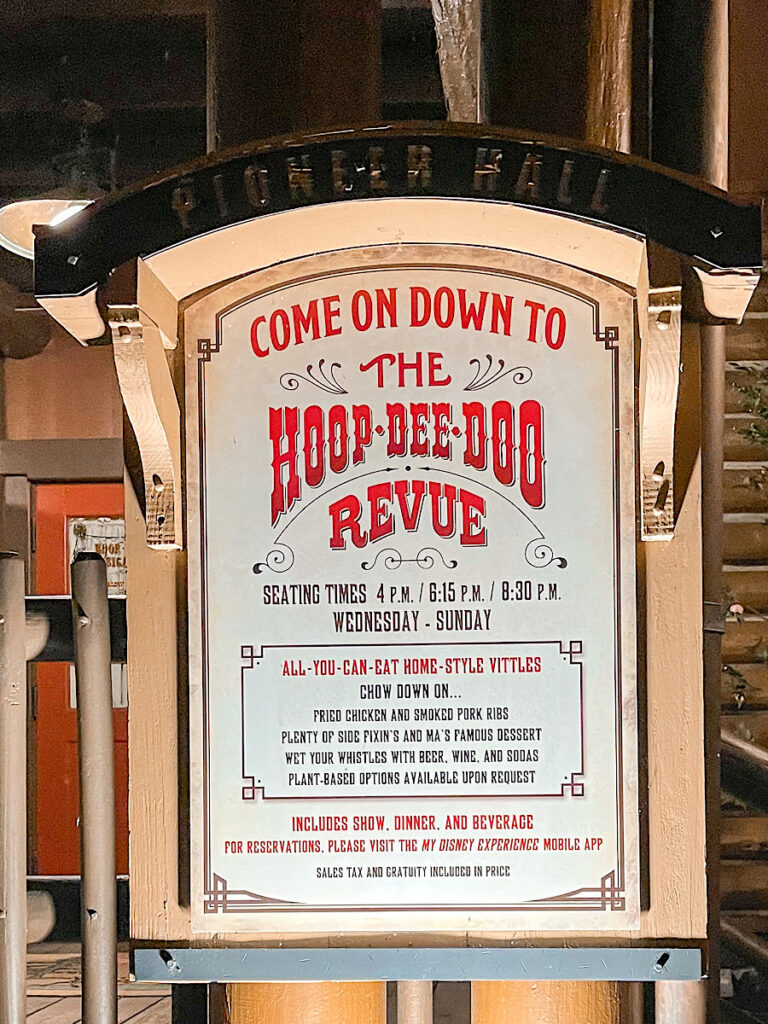 PIONEER HALL
COME ON DOWN TO
THE
HOOP·DEE·DOO
REVUE
SEATING TIMES 4 P.M. / 6:15 P.M. / 8:30 P.M.
WEDNESDAY - SUNDAY
ALL-YOU-CAN-EAT HOME-STYLE VITTLES
CHOW DOWN ON...
FRIED CHICKEN AND SMOKED PORK RIBS
PLENTY OF SIDE FIXIN'S AND MA'S FAMOUS DESSERT
WET YOUR WHISTLES WITH BEER, WINE, AND SODAS
PLANT-BASED OPTIONS AVAILABLE UPON REQUEST
INCLUDES SHOW, DINNER, AND BEVERAGE
FOR RESERVATIONS, PLEASE VISIT THE MY DISNEY EXPERIENCE MOBILE APP
SALES TAX AND GRATUITY INCLUDED IN PRICE